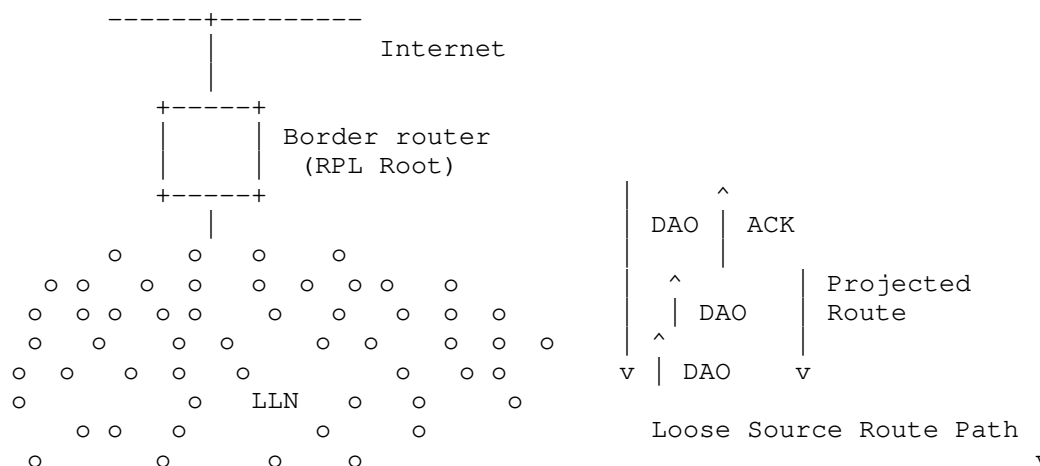 Internet
Border router
(RPL Root)
DAO ACK
Projected
DAO Route
DAO
LLN
Loose Source Route Path